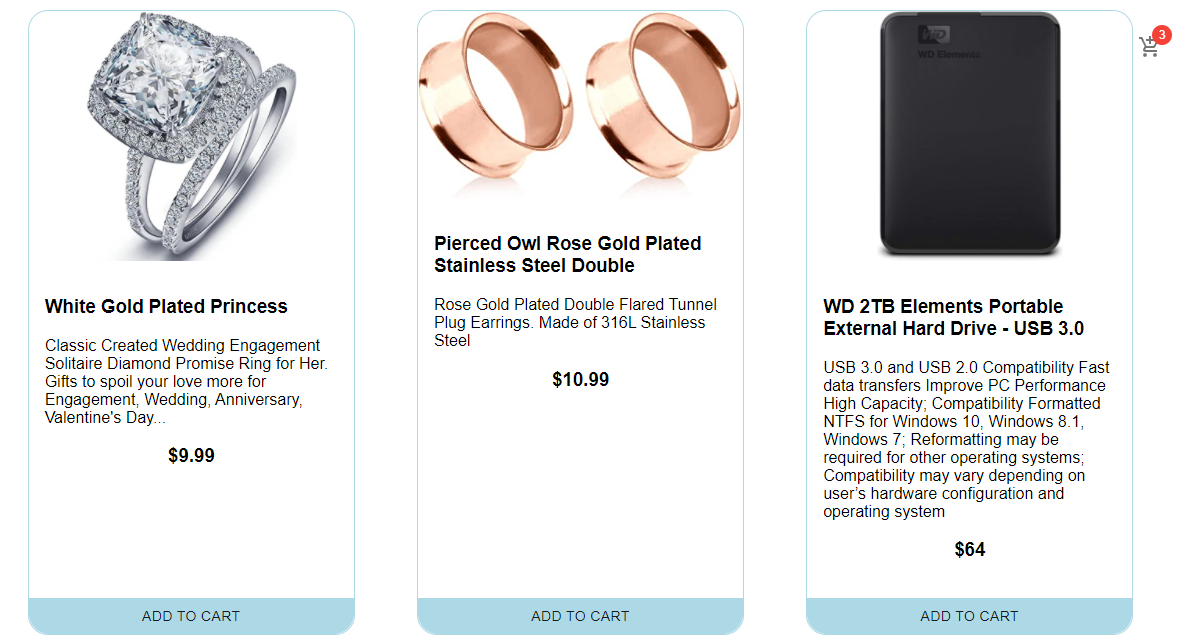 3
WD
WD Elements
White Gold Plated Princess
Classic Created Wedding Engagement
Solitaire Diamond Promise Ring for Her.
Gifts to spoil your love more for
Engagement, Wedding, Anniversary,
Valentine's Day...
$9.99
ADD TO CART
Pierced Owl Rose Gold Plated
Stainless Steel Double
Rose Gold Plated Double Flared Tunnel
Plug Earrings. Made of 316L Stainless
Steel
$10.99
ADD TO CART
WD 2TB Elements Portable
External Hard Drive - USB 3.0
USB 3.0 and USB 2.0 Compatibility Fast
data transfers Improve PC Performance
High Capacity; Compatibility Formatted
NTFS for Windows 10, Windows 8.1,
Windows 7; Reformatting may be
required for other operating systems;
Compatibility may vary depending on
user’s hardware configuration and
operating system
$64
ADD TO CART